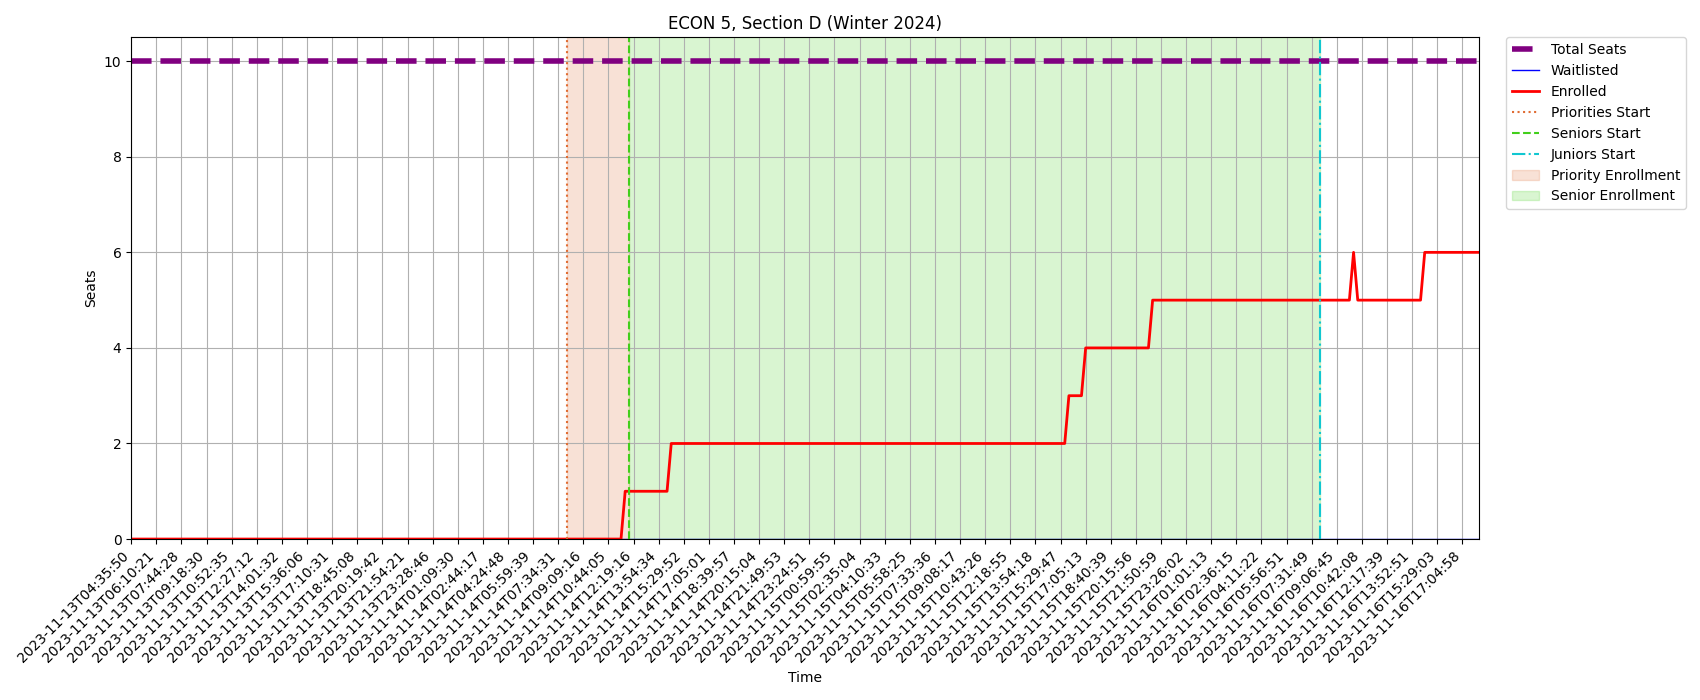 ECON 5, Section D (Winter 2024)
Total Seats
Waitlisted
Enrolled
Priorities Start
Seniors Start
Juniors Start
Priority Enrollment
Senior Enrollment
Seats
10
8
6
4
2
0
2023-11-13T04:35:50
2023-11-13T06:10:21
2023-11-13T07:44:28
2023-11-13T09:18:30
2023-11-13T10:52:35
2023-11-13T12:27:12
2023-11-13T14:01:32
2023-11-13T15:36:06
2023-11-13T17:10:31
2023-11-13T18:45:08
2023-11-13T20:19:42
2023-11-13T21:54:21
2023-11-13T23:28:46
2023-11-14T01:09:30
2023-11-14T02:44:17
2023-11-14T04:24:48
2023-11-14T05:59:39
2023-11-14T07:34:31
2023-11-14T09:09:16
2023-11-14T10:44:05
2023-11-14T12:19:16
2023-11-14T13:54:34
2023-11-14T15:29:52
2023-11-14T17:05:01
2023-11-14T18:39:57
2023-11-14T20:15:04
2023-11-14T21:49:53
2023-11-14T23:24:51
2023-11-15T00:59:55
2023-11-15T02:35:04
2023-11-15T04:10:33
2023-11-15T05:58:25
2023-11-15T07:33:36
2023-11-15T09:08:17
2023-11-15T10:43:26
2023-11-15T12:18:55
2023-11-15T13:54:18
2023-11-15T15:29:47
2023-11-15T17:05:13
2023-11-15T18:40:39
2023-11-15T20:15:56
2023-11-15T21:50:59
2023-11-15T23:26:02
2023-11-16T01:01:13
2023-11-16T02:36:15
2023-11-16T04:11:22
2023-11-16T05:56:51
2023-11-16T07:31:49
2023-11-16T09:06:45
2023-11-16T10:42:08
2023-11-16T12:17:39
2023-11-16T13:52:51
2023-11-16T15:29:03
2023-11-16T17:04:58
Time